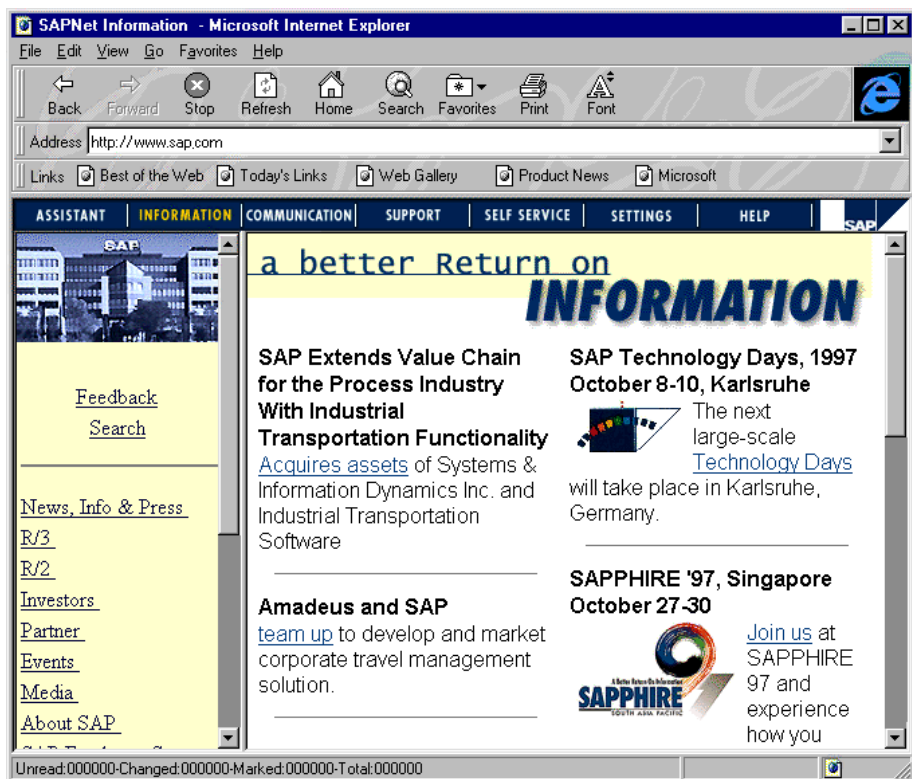 SAPNet Information - Microsoft Internet Explorer
File Edit View Go Favorites Help
Back Forward Stop Refresh Home Search Favorites Print Font
Address http://www.sap.com
Links Best of the Web Today's Links Web Gallery Product News Microsoft
ASSISTANT INFORMATION COMMUNICATION SUPPORT SELF SERVICE SETTINGS HELP SAP
SAP
Feedback
Search
News, Info & Press
R/3
R/2
Investors
Partner
Events
Media
About SAP
a better Return on
INFORMATION
SAP Extends Value Chain
for the Process Industry
With Industrial
Transportation Functionality
Acquires assets of Systems &
Information Dynamics Inc. and
Industrial Transportation
Software
Amadeus and SAP
team up to develop and market
corporate travel management
solution.
SAP Technology Days, 1997
October 8-10, Karlsruhe
The next
large-scale
Technology Days
will take place in Karlsruhe,
Germany.
SAPPHIRE '97, Singapore
October 27-30
A Better Return On Information
SAPPHIRE 97
SOUTH ASIA PACIFIC
Join us at
SAPPHIRE
97 and
experience
how you
Unread:000000-Changed:000000-Marked:000000-Total:000000